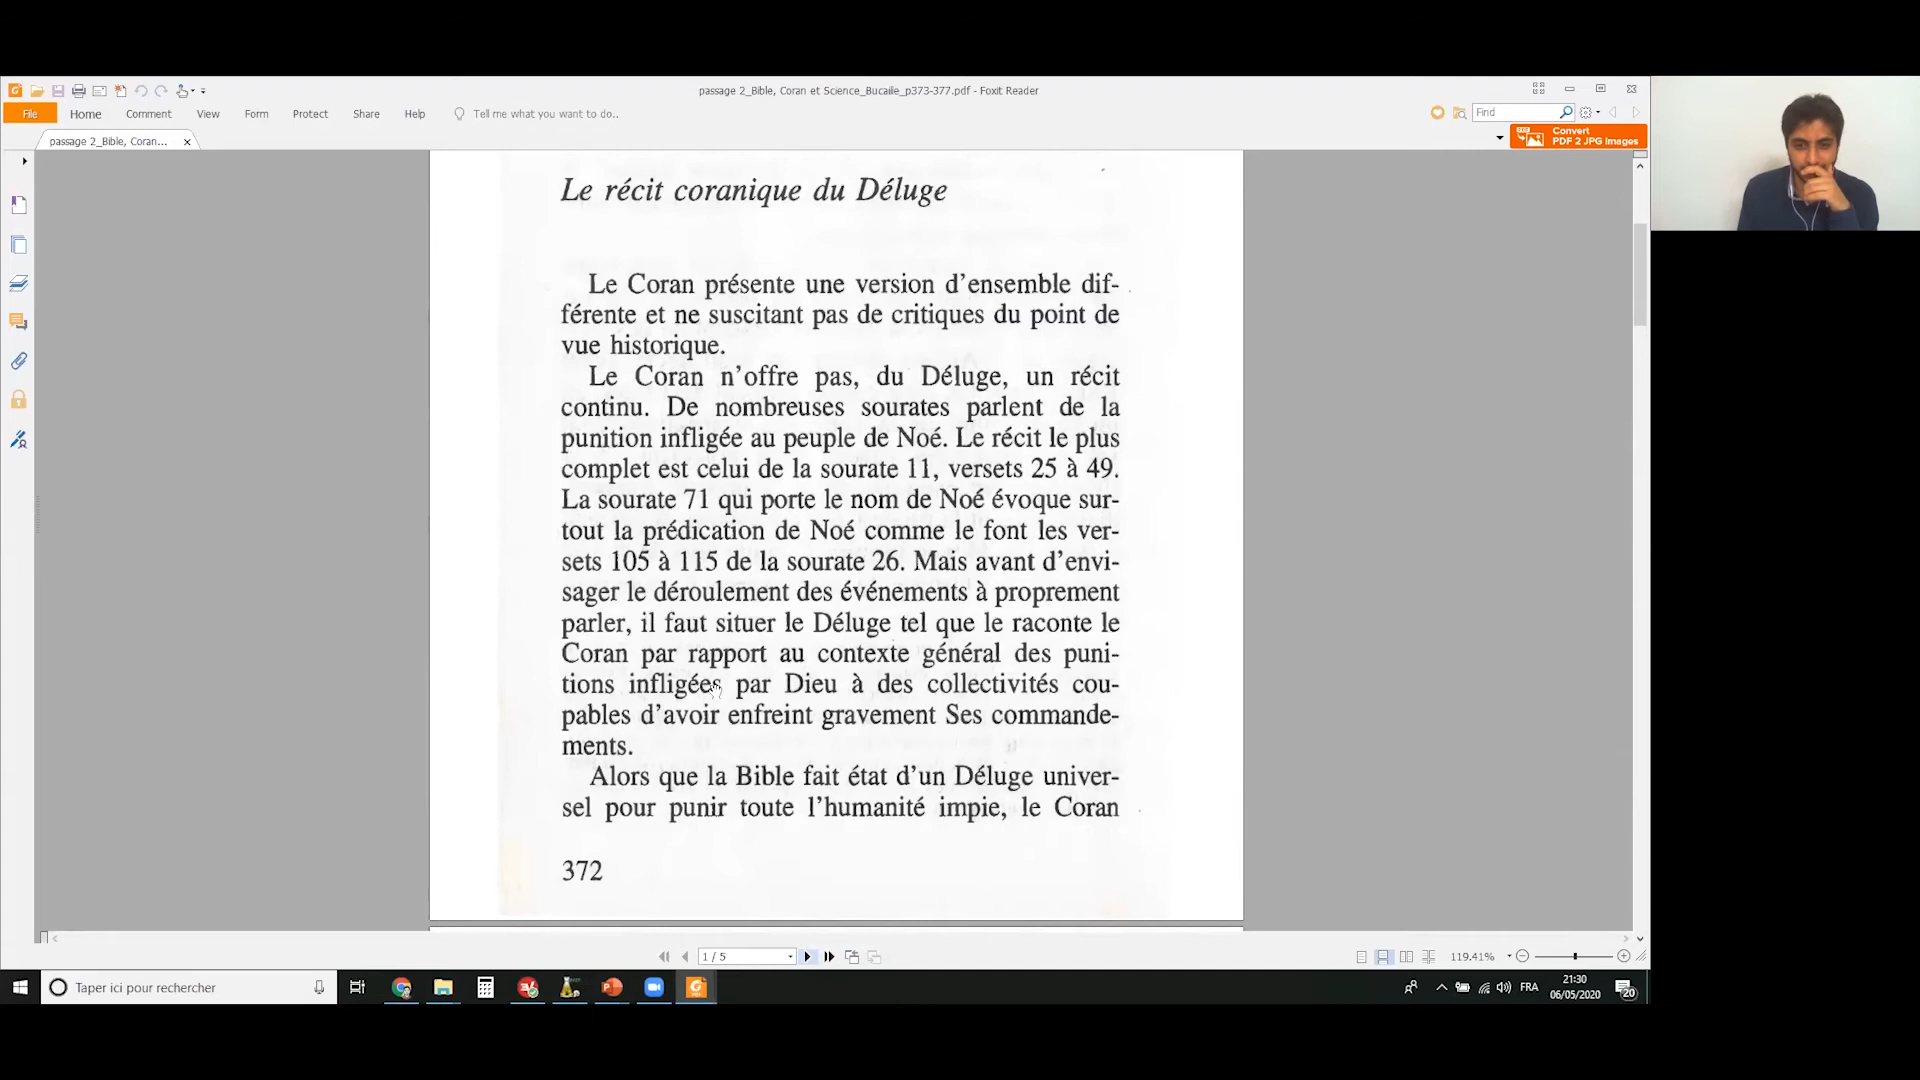 passage 2_Bible, Coran et Science_Bucaile_p373-377.pdf - Foxit Reader
File Home Comment View Form Protect Share Help Tell me what you want to do..
Find
passage 2_Bible, Coran...
Convert
PDF 2 JPG Images
Le récit coranique du Déluge
Le Coran présente une version d'ensemble dif-
férente et ne suscitant pas de critiques du point de
vue historique.
Le Coran n'offre pas, du Déluge, un récit
continu. De nombreuses sourates parlent de la
punition infligée au peuple de Noé. Le récit le plus
complet est celui de la sourate 11, versets 25 à 49.
La sourate 71 qui porte le nom de Noé évoque sur-
tout la prédication de Noé comme le font les ver-
sets 105 à 115 de la sourate 26. Mais avant d'envi-
sager le déroulement des événements à proprement
parler, il faut situer le Déluge tel que le raconte le
Coran par rapport au contexte général des puni-
tions infligées par Dieu à des collectivités cou-
pables d'avoir enfreint gravement Ses commande-
ments.
Alors que la Bible fait état d'un Déluge univer-
sel pour punir toute l'humanité impie, le Coran
372
1 / 5
119.41%
Taper ici pour rechercher
FRA
21:30
06/05/2020
20